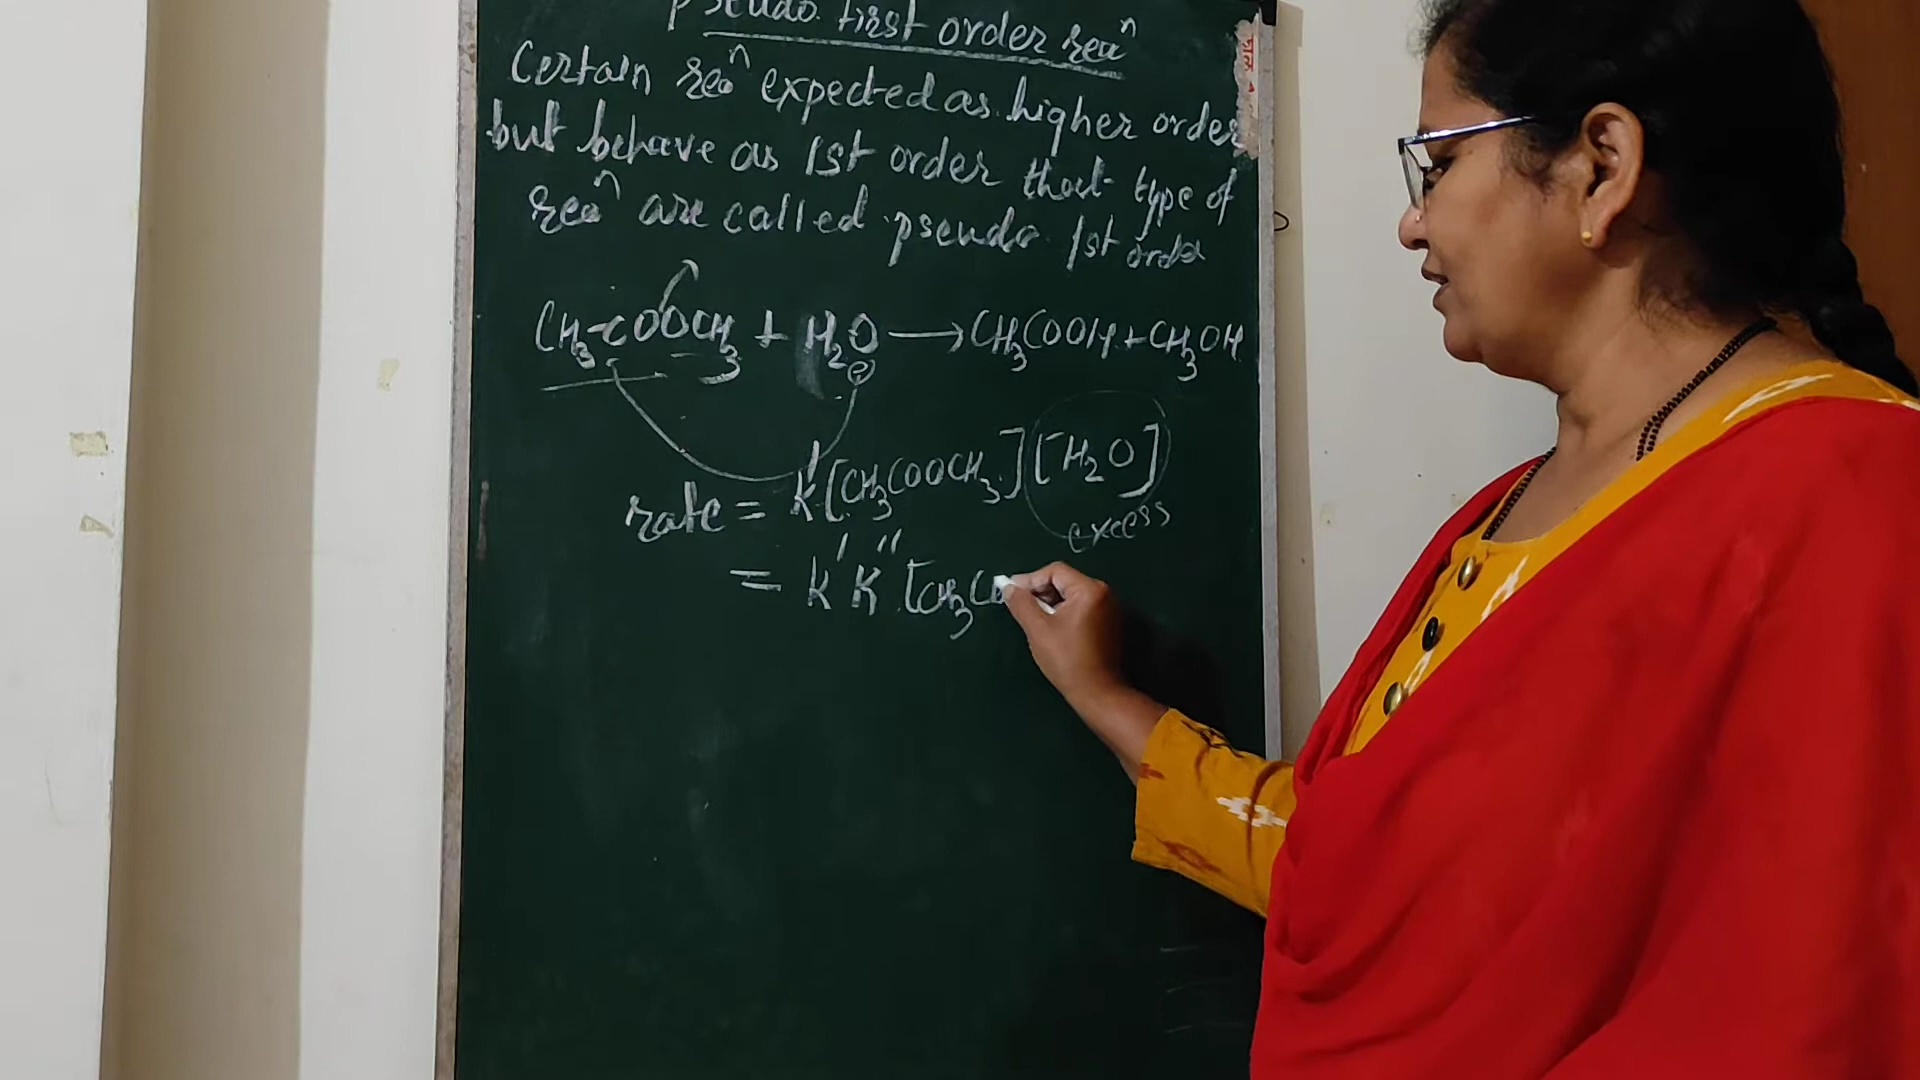 pseudo first order reaⁿ
Certain reaⁿ expected as higher order
but behave as 1st order that type of
reaⁿ are called pseudo 1st order
CH₃-COOCH₃ + H₂O ⟶ CH₃COOH + CH₃OH
rate = k'[CH₃COOCH₃][H₂O]
excess
= k' k'' [CH₃CO